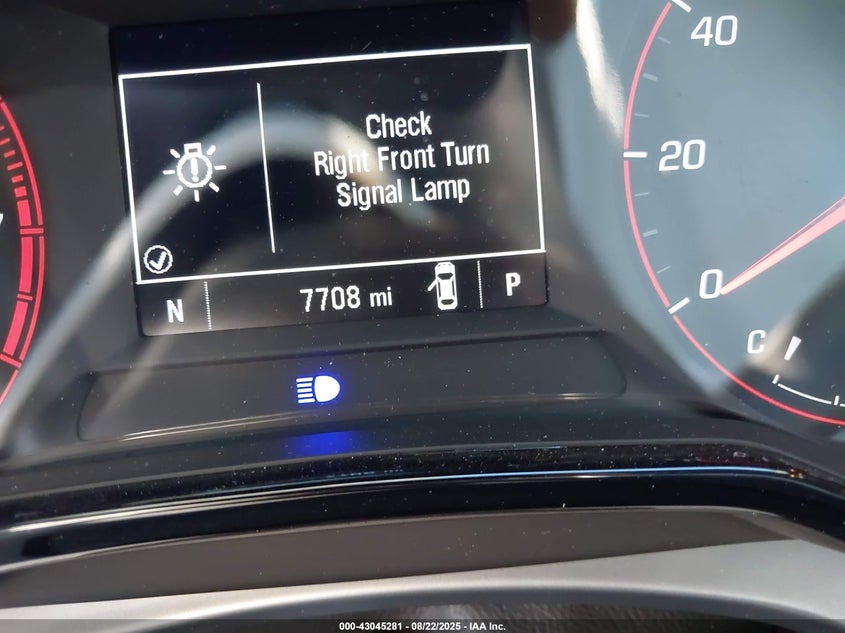 Check
Right Front Turn
Signal Lamp
N 7708 mi P
40
20
0
C
000-43045281 - 08/22/2025 - IAA Inc.